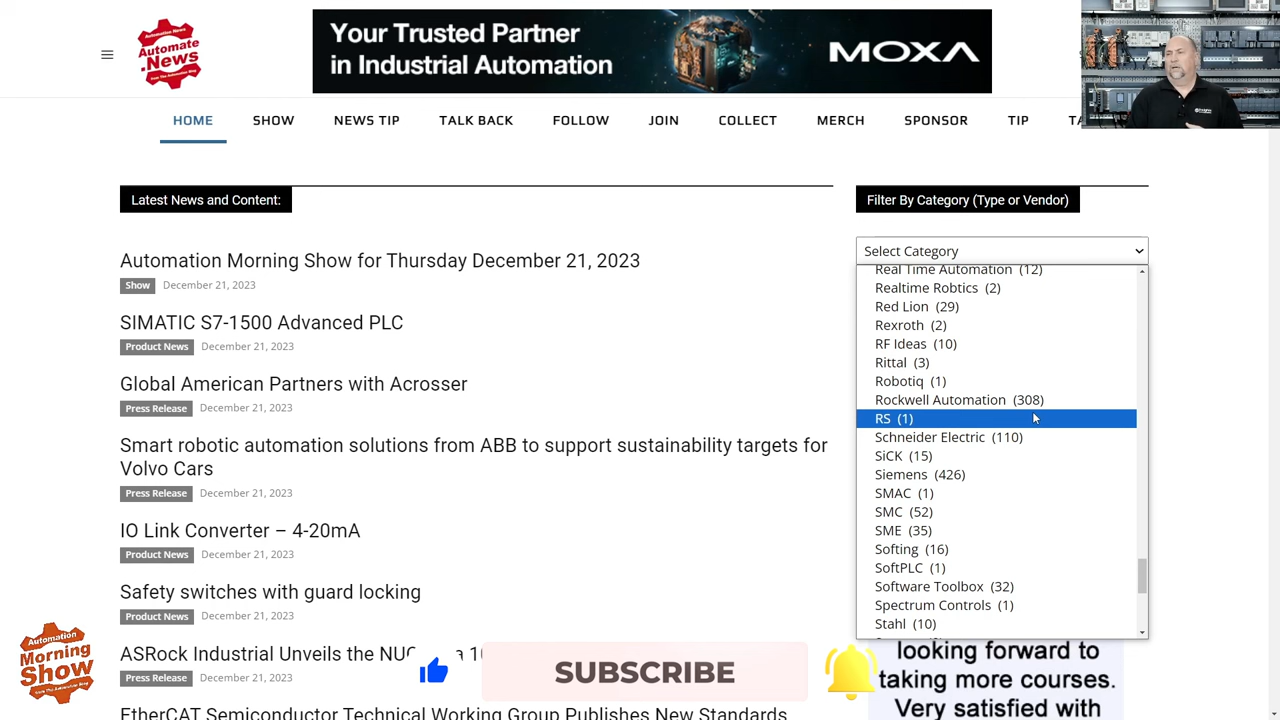 Automation News
Automate
.News
from The Automation Blog
Your Trusted Partner
in Industrial Automation
MOXA
HOME
SHOW
NEWS TIP
TALK BACK
FOLLOW
JOIN
COLLECT
MERCH
SPONSOR
TIP
Latest News and Content:
Automation Morning Show for Thursday December 21, 2023
Show December 21, 2023
SIMATIC S7-1500 Advanced PLC
Product News December 21, 2023
Global American Partners with Acrosser
Press Release December 21, 2023
Smart robotic automation solutions from ABB to support sustainability targets for
Volvo Cars
Press Release December 21, 2023
IO Link Converter – 4-20mA
Product News December 21, 2023
Safety switches with guard locking
Product News December 21, 2023
ASRock Industrial Unveils the
Press Release December 21, 2023
EtherCAT Semiconductor Technical Working Group Publishes New Standards
Filter By Category (Type or Vendor)
Select Category
Real Time Automation (12)
Realtime Robtics (2)
Red Lion (29)
Rexroth (2)
RF Ideas (10)
Rittal (3)
Robotiq (1)
Rockwell Automation (308)
RS (1)
Schneider Electric (110)
SiCK (15)
Siemens (426)
SMAC (1)
SMC (52)
SME (35)
Softing (16)
SoftPLC (1)
Software Toolbox (32)
Spectrum Controls (1)
Stahl (10)
looking forward to
taking more courses.
Very satisfied with
Automation
Morning
Show
SUBSCRIBE